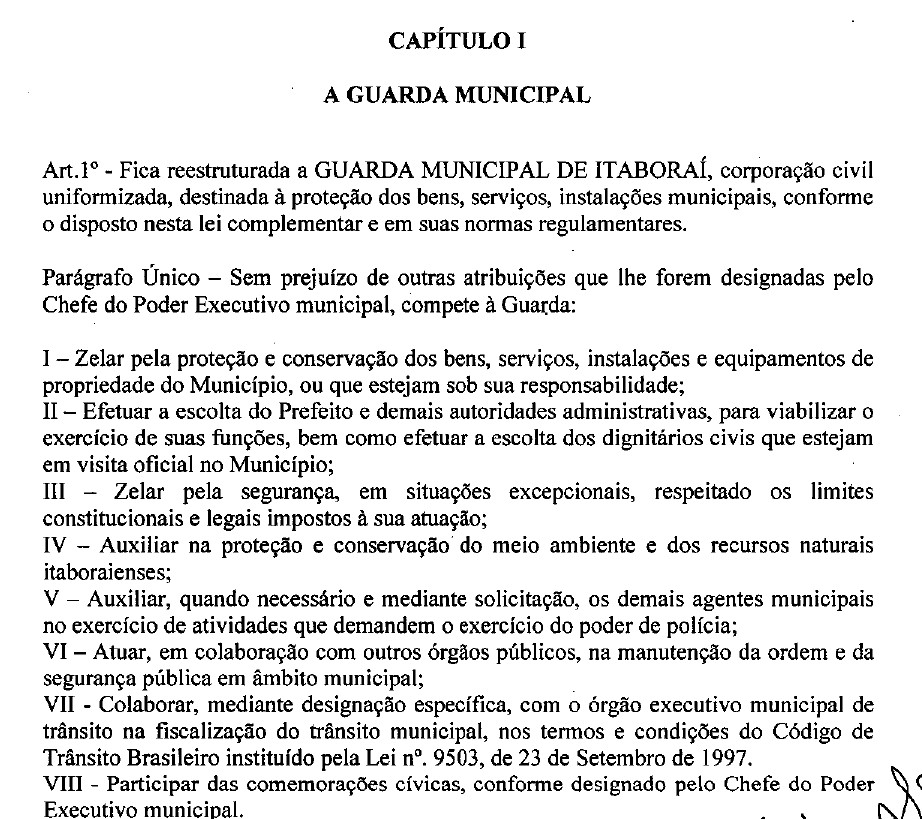 CAPÍTULO I
A GUARDA MUNICIPAL
Art.1º - Fica reestruturada a GUARDA MUNICIPAL DE ITABORAÍ, corporação civil
uniformizada, destinada à proteção dos bens, serviços, instalações municipais, conforme
o disposto nesta lei complementar e em suas normas regulamentares.
Parágrafo Único – Sem prejuízo de outras atribuições que lhe forem designadas pelo
Chefe do Poder Executivo municipal, compete à Guarda:
I – Zelar pela proteção e conservação dos bens, serviços, instalações e equipamentos de
propriedade do Município, ou que estejam sob sua responsabilidade;
II – Efetuar a escolta do Prefeito e demais autoridades administrativas, para viabilizar o
exercício de suas funções, bem como efetuar a escolta dos dignitários civis que estejam
em visita oficial no Município;
III – Zelar pela segurança, em situações excepcionais, respeitado os limites
constitucionais e legais impostos à sua atuação;
IV – Auxiliar na proteção e conservação do meio ambiente e dos recursos naturais
itaboraienses;
V – Auxiliar, quando necessário e mediante solicitação, os demais agentes municipais
no exercício de atividades que demandem o exercício do poder de polícia;
VI – Atuar, em colaboração com outros órgãos públicos, na manutenção da ordem e da
segurança pública em âmbito municipal;
VII - Colaborar, mediante designação específica, com o órgão executivo municipal de
trânsito na fiscalização do trânsito municipal, nos termos e condições do Código de
Trânsito Brasileiro instituído pela Lei nº. 9503, de 23 de Setembro de 1997.
VIII - Participar das comemorações cívicas, conforme designado pelo Chefe do Poder
Executivo municipal.